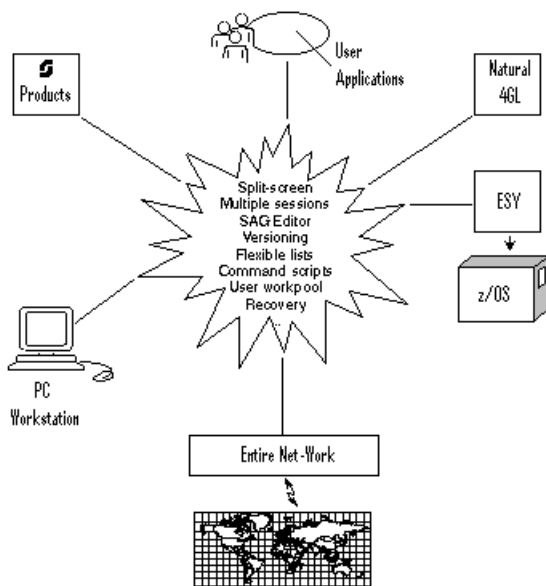 User
Applications
Products
Natural
4GL
Split-screen
Multiple sessions
SAG Editor
Versioning
Flexible lists
Command scripts
User workpool
Recovery
...
ESY
z/OS
PC
Workstation
Entire Net-Work